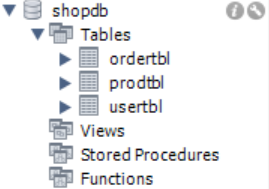 shopdb
Tables
ordertbl
prodtbl
usertbl
Views
Stored Procedures
Functions